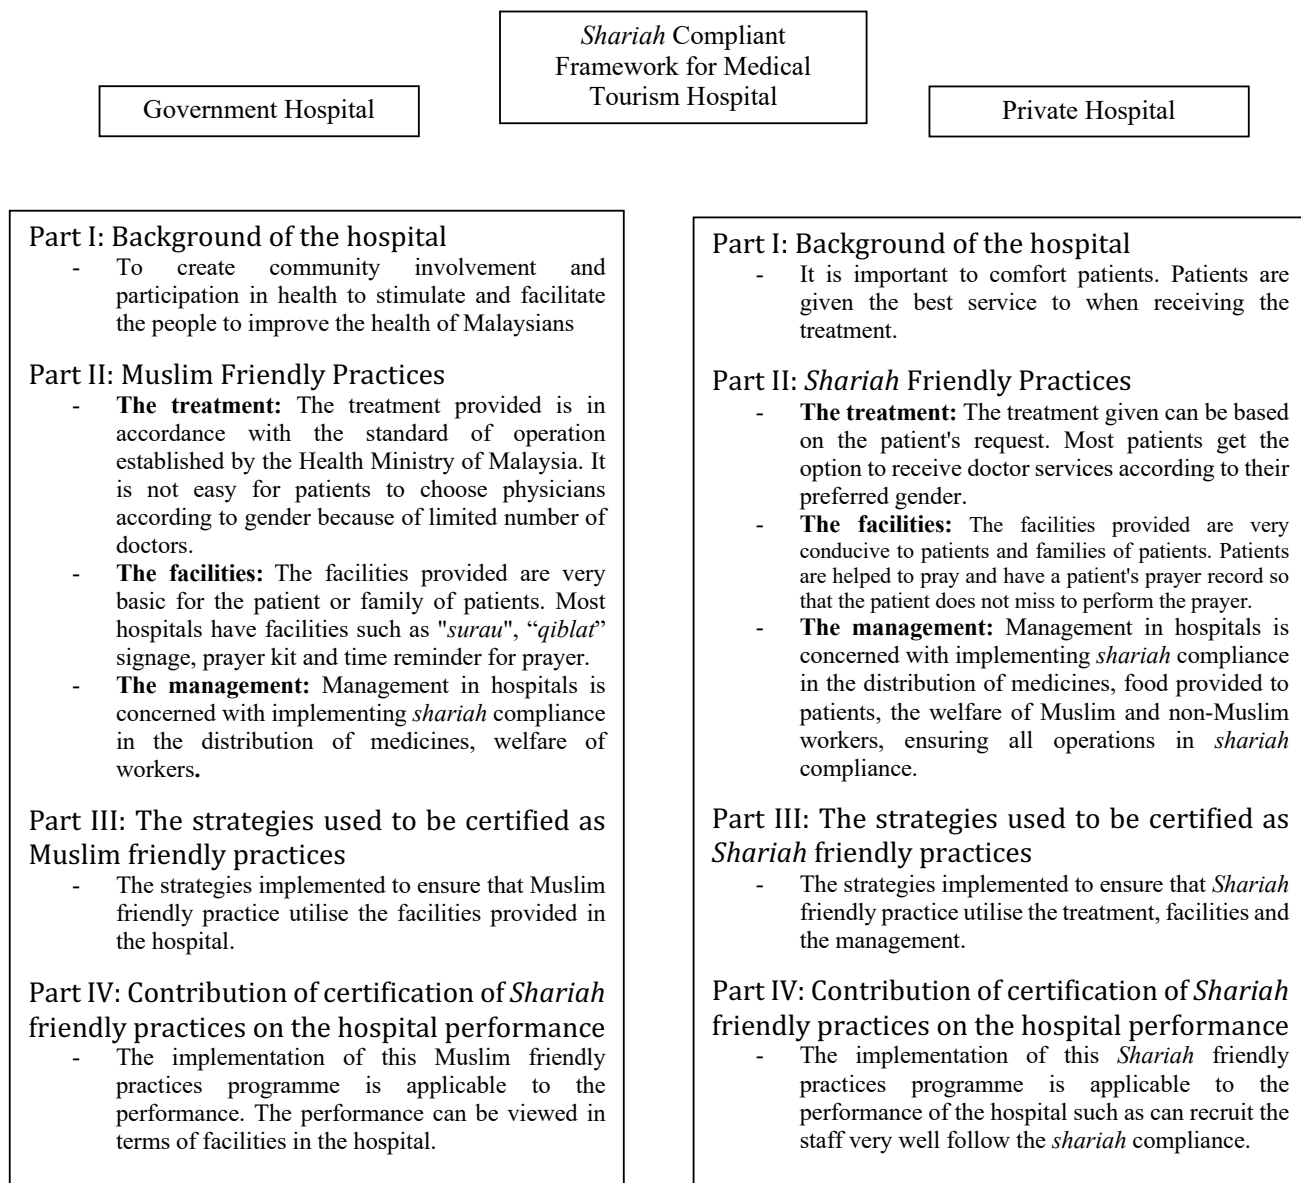 Shariah Compliant
Framework for Medical
Tourism Hospital
Government Hospital
Private Hospital
Part I: Background of the hospital
- To create community involvement and
participation in health to stimulate and facilitate
the people to improve the health of Malaysians
Part II: Muslim Friendly Practices
- The treatment: The treatment provided is in
accordance with the standard of operation
established by the Health Ministry of Malaysia. It
is not easy for patients to choose physicians
according to gender because of limited number of
doctors.
- The facilities: The facilities provided are very
basic for the patient or family of patients. Most
hospitals have facilities such as "surau", “qiblat”
signage, prayer kit and time reminder for prayer.
- The management: Management in hospitals is
concerned with implementing shariah compliance
in the distribution of medicines, welfare of
workers.
Part III: The strategies used to be certified as
Muslim friendly practices
- The strategies implemented to ensure that Muslim
friendly practice utilise the facilities provided in
the hospital.
Part IV: Contribution of certification of Shariah
friendly practices on the hospital performance
- The implementation of this Muslim friendly
practices programme is applicable to the
performance. The performance can be viewed in
terms of facilities in the hospital.
Part I: Background of the hospital
- It is important to comfort patients. Patients are
given the best service to when receiving the
treatment.
Part II: Shariah Friendly Practices
- The treatment: The treatment given can be based
on the patient's request. Most patients get the
option to receive doctor services according to their
preferred gender.
- The facilities: The facilities provided are very
conducive to patients and families of patients. Patients
are helped to pray and have a patient's prayer record so
that the patient does not miss to perform the prayer.
- The management: Management in hospitals is
concerned with implementing shariah compliance
in the distribution of medicines, food provided to
patients, the welfare of Muslim and non-Muslim
workers, ensuring all operations in shariah
compliance.
Part III: The strategies used to be certified as
Shariah friendly practices
- The strategies implemented to ensure that Shariah
friendly practice utilise the treatment, facilities and
the management.
Part IV: Contribution of certification of Shariah
friendly practices on the hospital performance
- The implementation of this Shariah friendly
practices programme is applicable to the
performance of the hospital such as can recruit the
staff very well follow the shariah compliance.